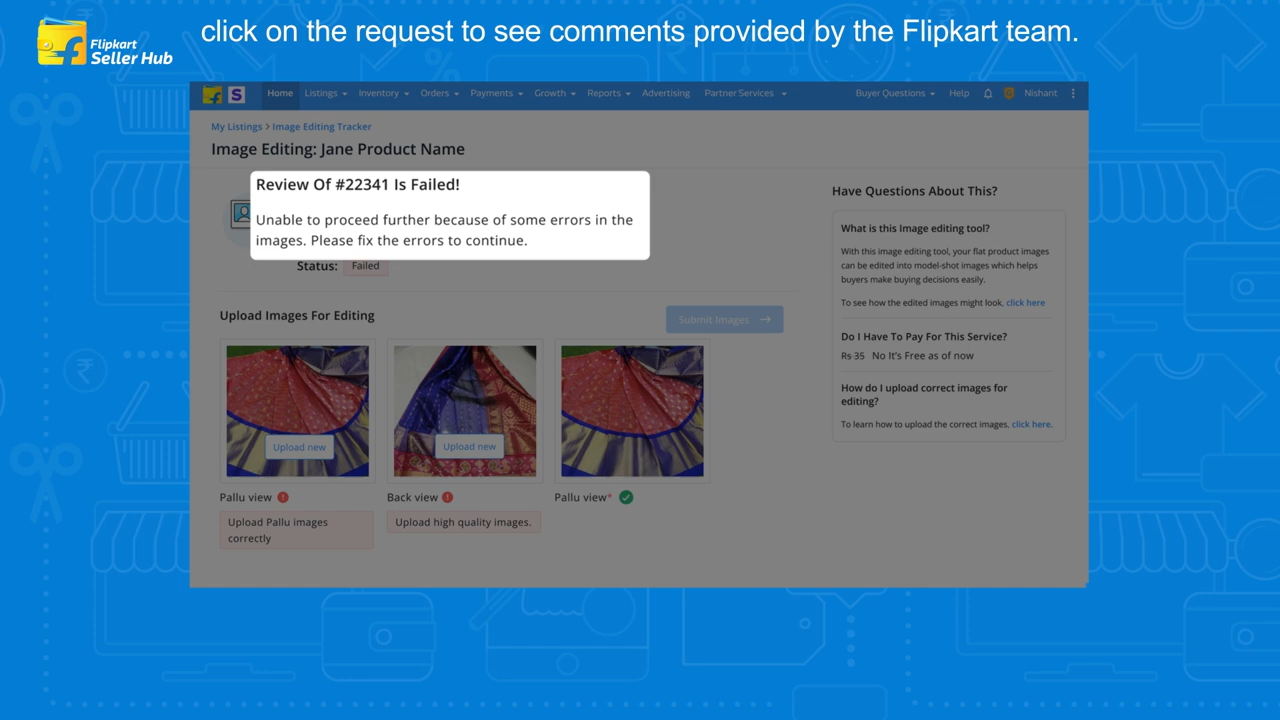 click on the request to see comments provided by the Flipkart team.
Flipkart
Seller Hub
S Home Listings Inventory Orders Payments Growth Reports Advertising Partner Services Buyer Questions Help Nishant
My Listings > Image Editing Tracker
Image Editing: Jane Product Name
Review Of #22341 Is Failed!
Unable to proceed further because of some errors in the
images. Please fix the errors to continue.
Status: Failed
Upload Images For Editing
Submit Images →
Upload new
Upload new
Pallu view
Back view
Pallu view*
Upload Pallu images
correctly
Upload high quality images.
Have Questions About This?
What is this Image editing tool?
With this image editing tool, your flat product images
can be edited into model-shot images which helps
buyers make buying decisions easily.
To see how the edited images might look, click here
Do I Have To Pay For This Service?
Rs 35 No It's Free as of now
How do I upload correct images for
editing?
To learn how to upload the correct images, click here.